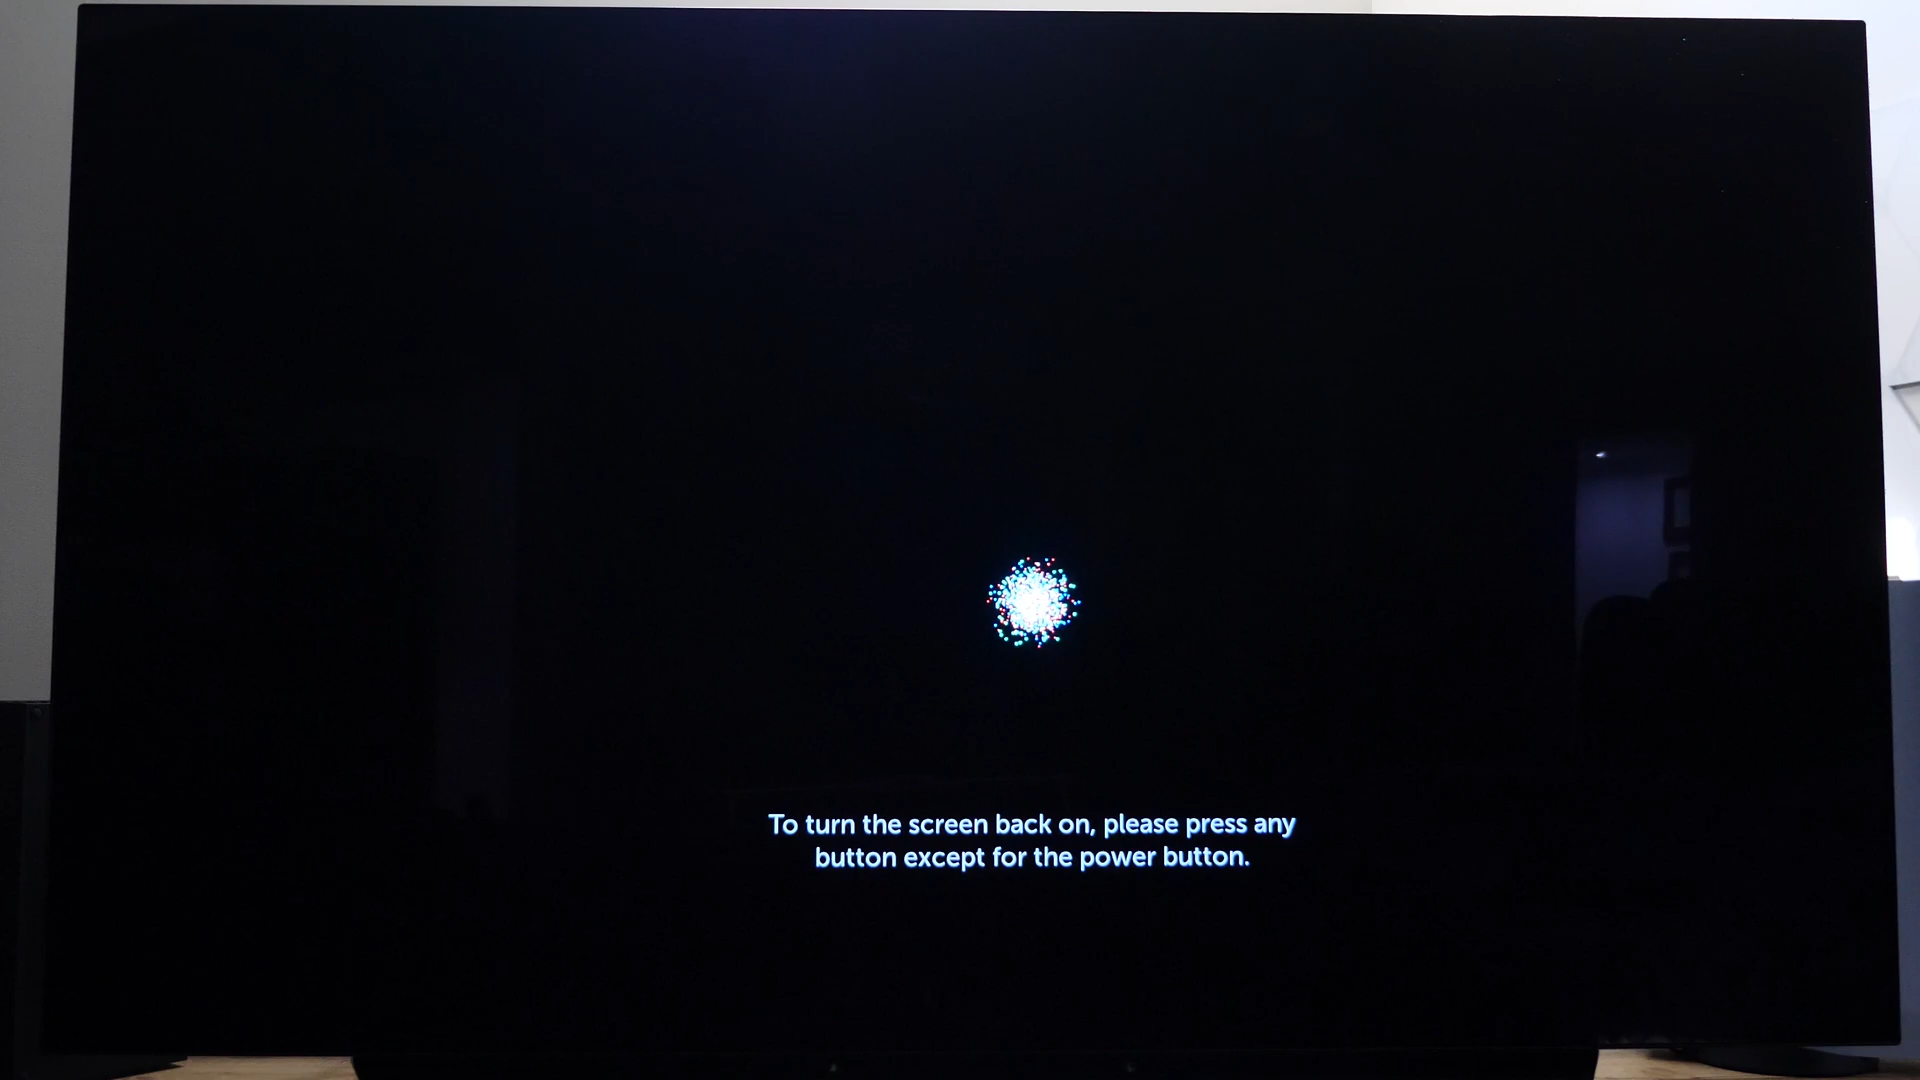 To turn the screen back on, please press any
button except for the power button.